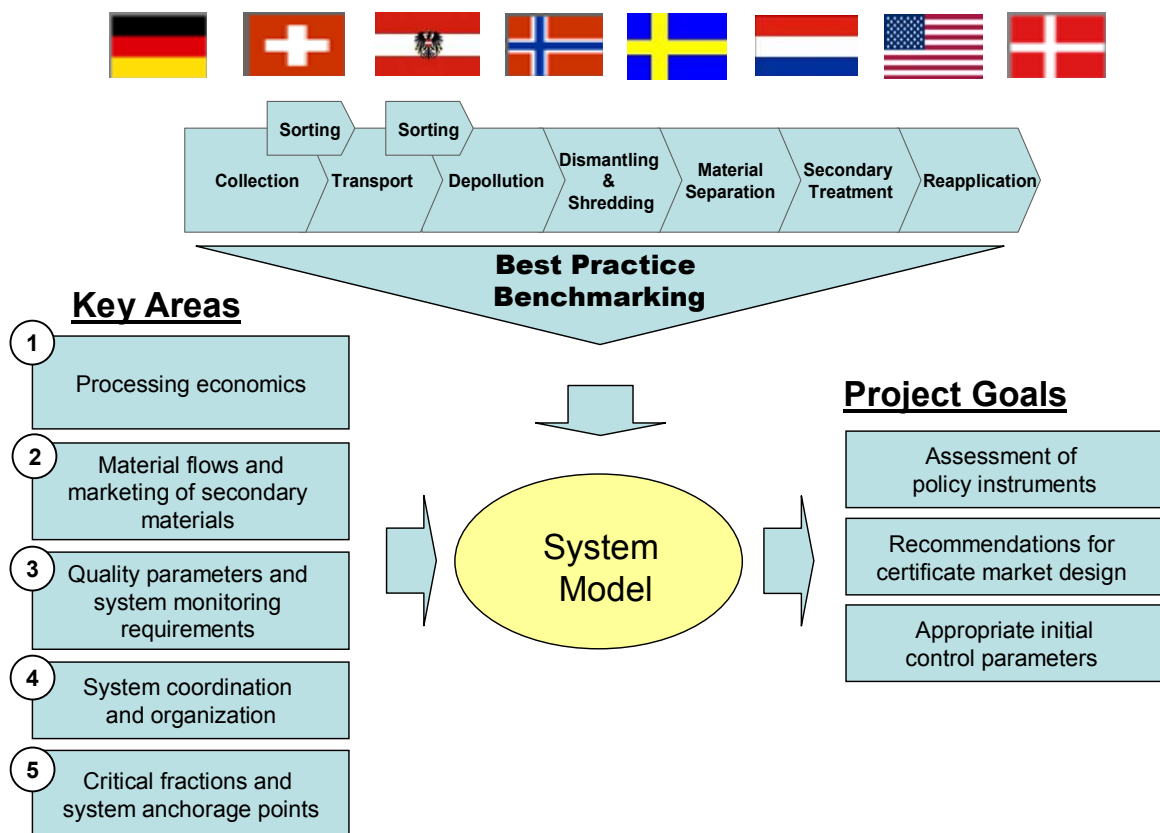 Sorting
Sorting
Collection
Transport
Depollution
Dismantling
&
Shredding
Material
Separation
Secondary
Treatment
Reapplication
Best Practice
Benchmarking
Key Areas
1
Processing economics
2
Material flows and
marketing of secondary
materials
3
Quality parameters and
system monitoring
requirements
4
System coordination
and organization
5
Critical fractions and
system anchorage points
System
Model
Project Goals
Assessment of
policy instruments
Recommendations for
certificate market design
Appropriate initial
control parameters